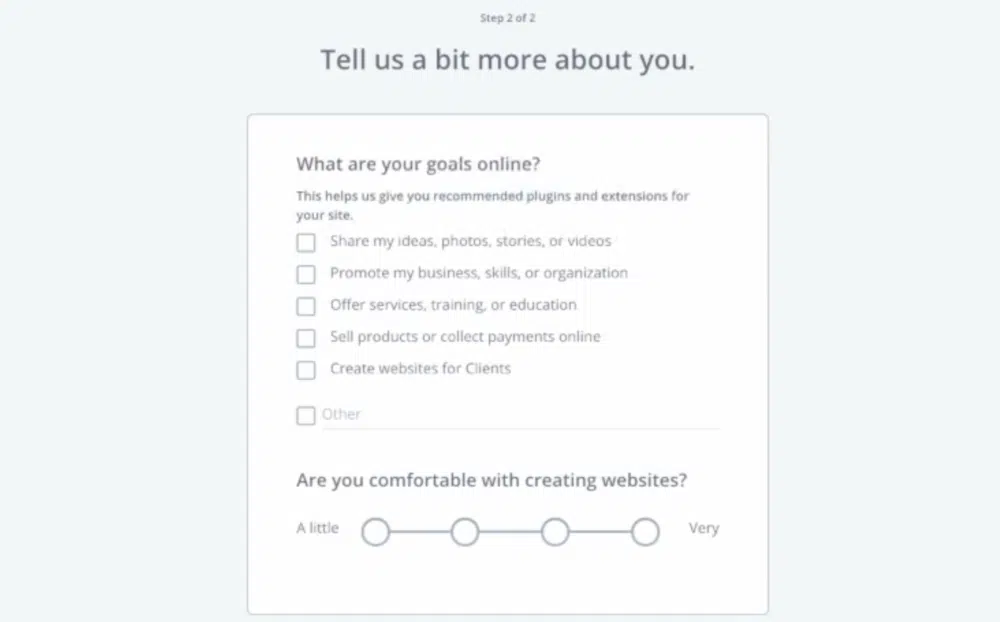 Step 2 of 2
Tell us a bit more about you.
What are your goals online?
This helps us give you recommended plugins and extensions for
your site.
Share my ideas, photos, stories, or videos
Promote my business, skills, or organization
Offer services, training, or education
Sell products or collect payments online
Create websites for Clients
Other
Are you comfortable with creating websites?
A little Very